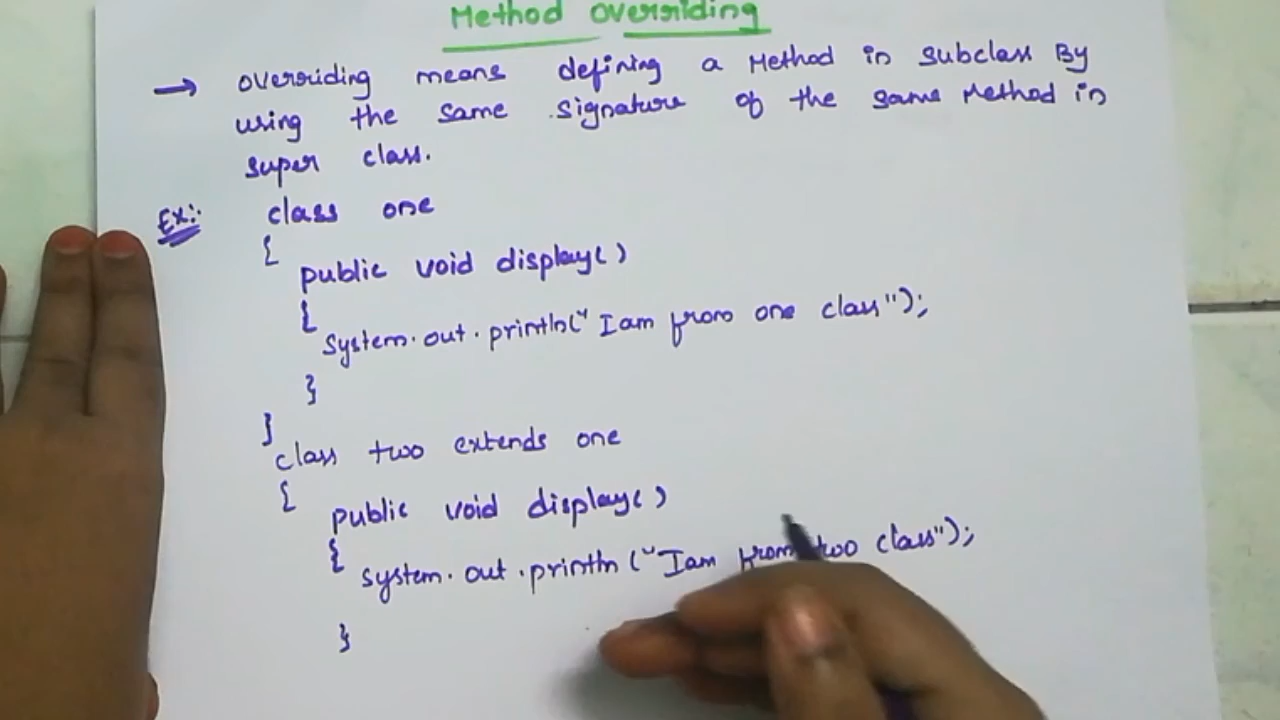 Method Overriding
→ overriding means defining a Method in subclass By
using the same signature of the same Method in
super class.
Ex:- class one
{
public void display()
{
System.out.println("I am from one class");
}
}
class two extends one
{
public void display()
{
system.out.println("I am from two class");
}